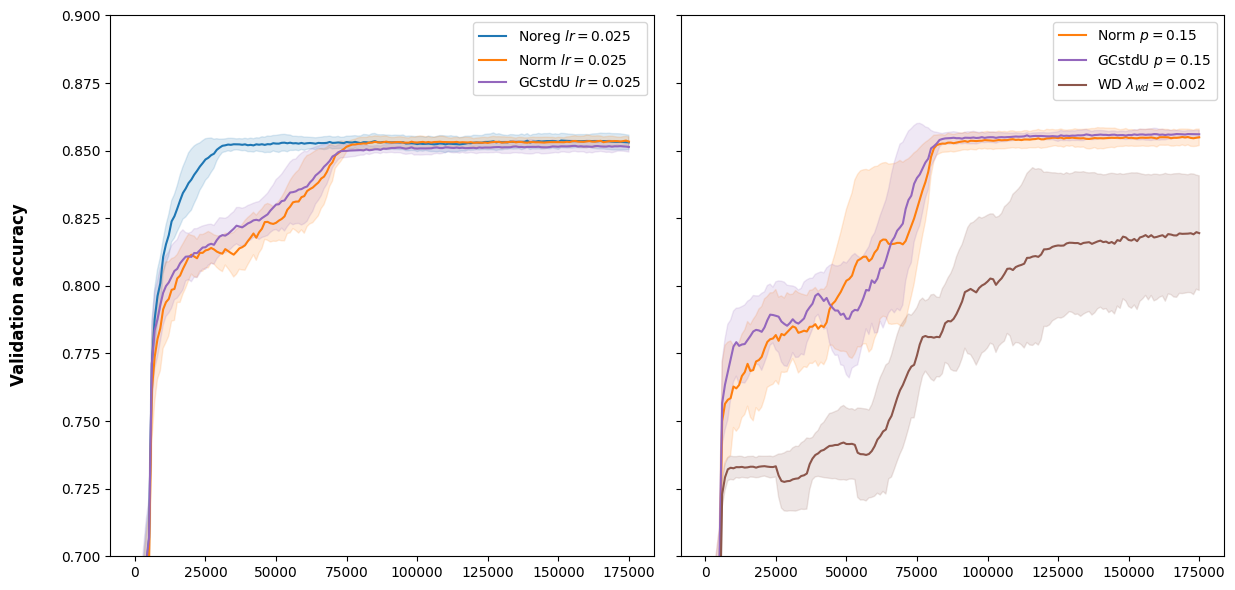 Validation accuracy
0.900
0.875
0.850
0.825
0.800
0.775
0.750
0.725
0.700
Noreg lr = 0.025
Norm lr = 0.025
GCstdU lr = 0.025
0 25000 50000 75000 100000 125000 150000 175000
Norm p = 0.15
GCstdU p = 0.15
WD λwd = 0.002
0 25000 50000 75000 100000 125000 150000 175000